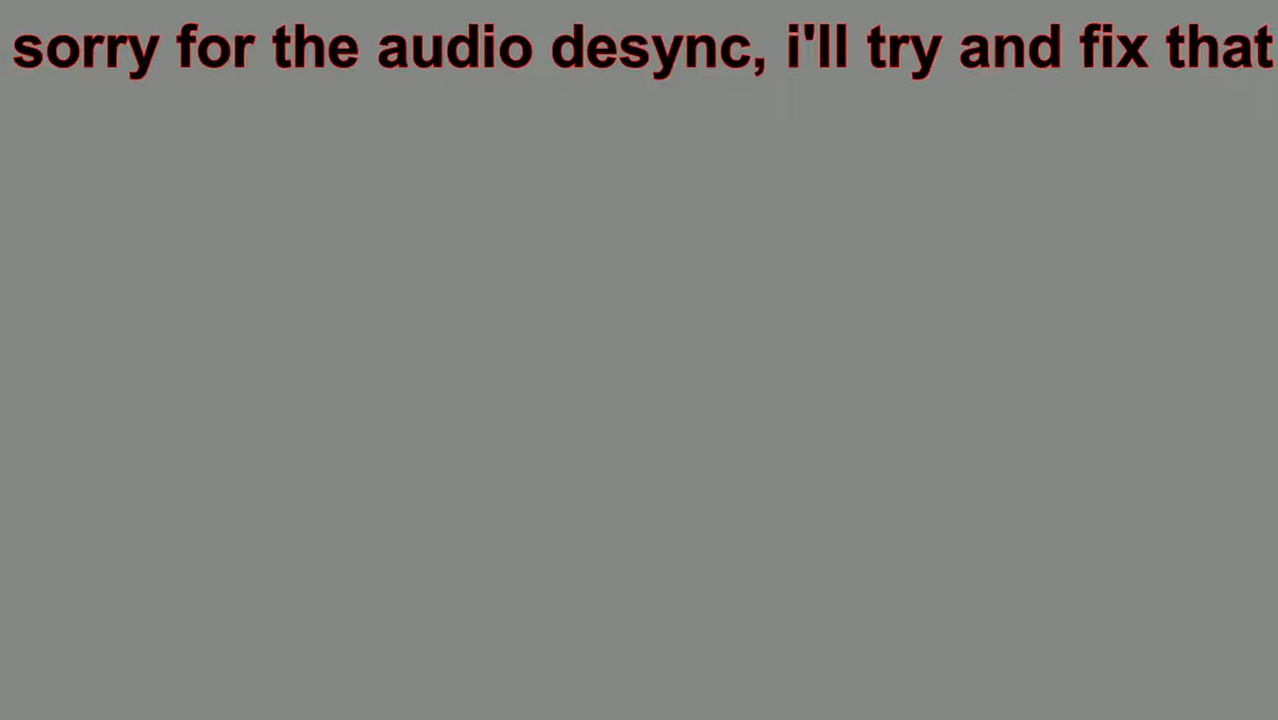 sorry for the audio desync, i'll try and fix that